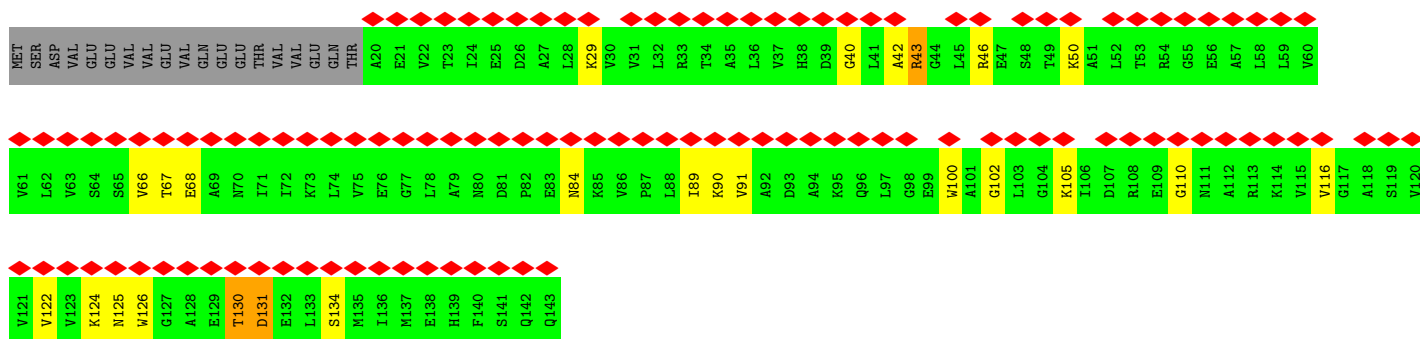 MET SER ASP VAL GLU GLU VAL VAL GLU VAL GLN GLU GLU THR VAL VAL GLU GLN THR A20 E21 V22 T23 I24 E25 D26 A27 L28 K29 V30 V31 L32 R33 T34 A35 L36 V37 H38 D39 G40 L41 A42 R43 G44 L45 R46 E47 S48 T49 K50 A51 L52 T53 R54 G55 E56 A57 L58 L59 V60
V61 L62 V63 S64 S65 V66 T67 E68 A69 N70 I71 I72 K73 L74 V75 E76 G77 L78 A79 N80 D81 P82 E83 N84 K85 V86 P87 L88 I89 K90 V91 A92 D93 A94 K95 Q96 L97 G98 E99 W100 A101 G102 L103 G104 K105 I106 D107 R108 E109 G110 N111 A112 R113 K114 V115 V116 G117 A118 S119 V120
V121 V122 V123 K124 N125 W126 G127 A128 E129 T130 D131 E132 L133 S134 M135 I136 M137 E138 H139 F140 S141 Q142 Q143